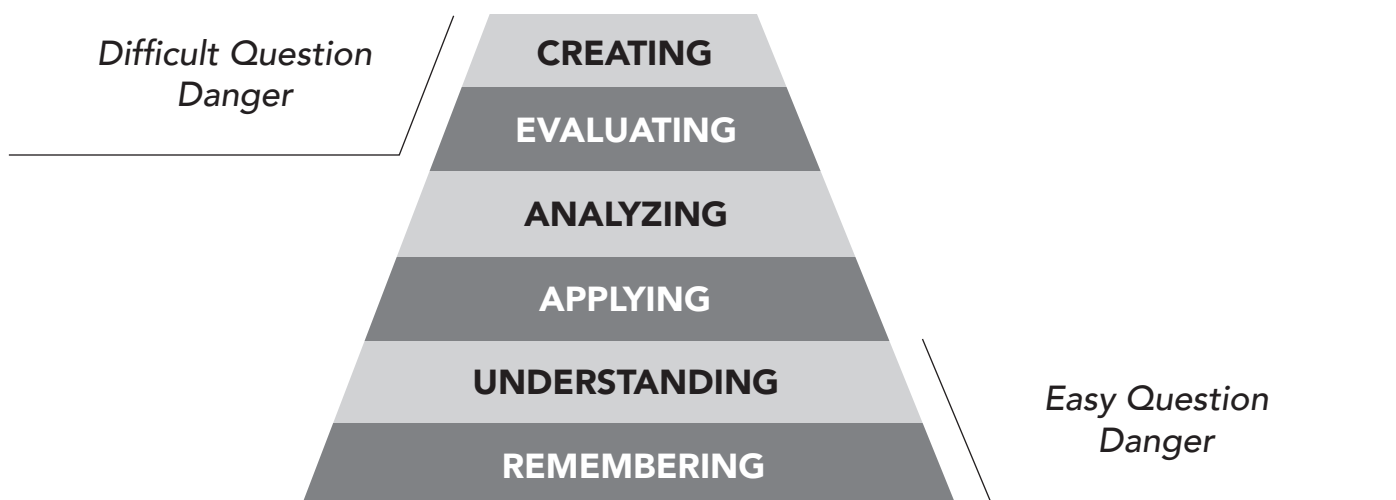 Difficult Question
Danger
CREATING
EVALUATING
ANALYZING
APPLYING
UNDERSTANDING
REMEMBERING
Easy Question
Danger